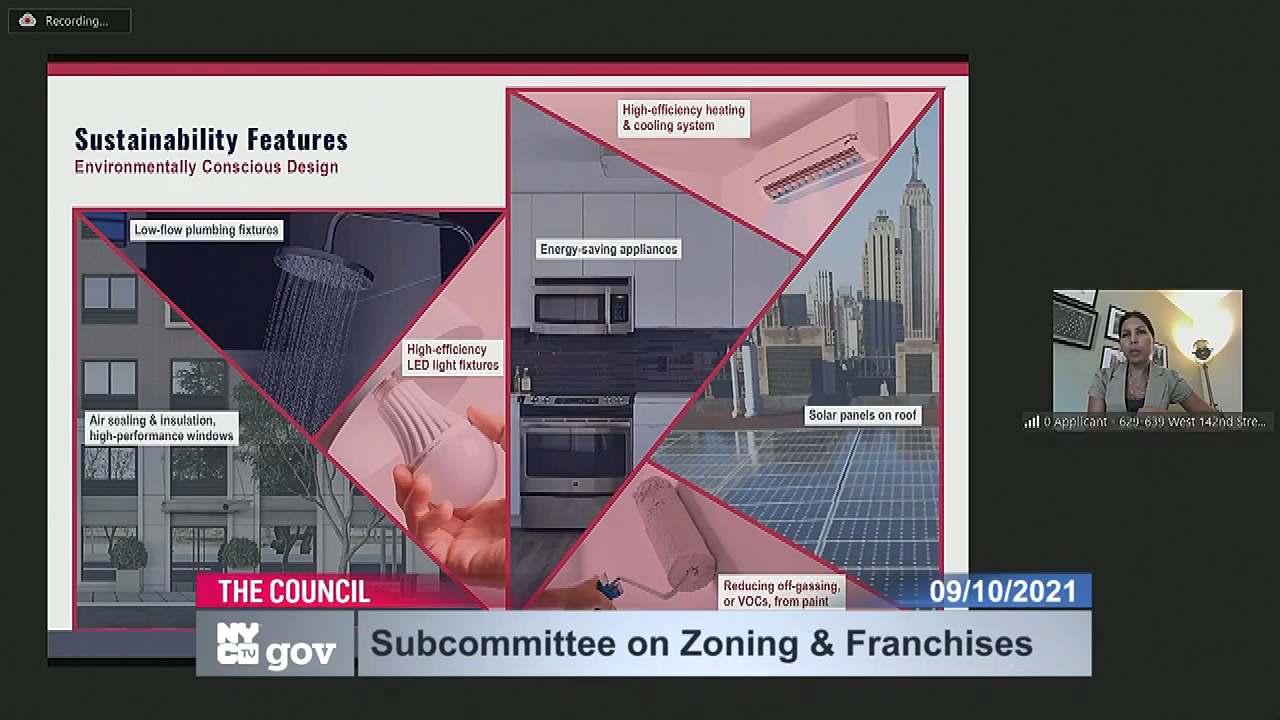 Recording...
Sustainability Features
Environmentally Conscious Design
High-efficiency heating
& cooling system
Low-flow plumbing fixtures
Energy-saving appliances
High-efficiency
LED light fixtures
Air sealing & insulation,
high-performance windows
Solar panels on roof
0 Applicant - 629-639 West 142nd Stre...
Reducing off-gassing,
or VOCs, from paint
THE COUNCIL
09/10/2021
NYC TV gov
Subcommittee on Zoning & Franchises